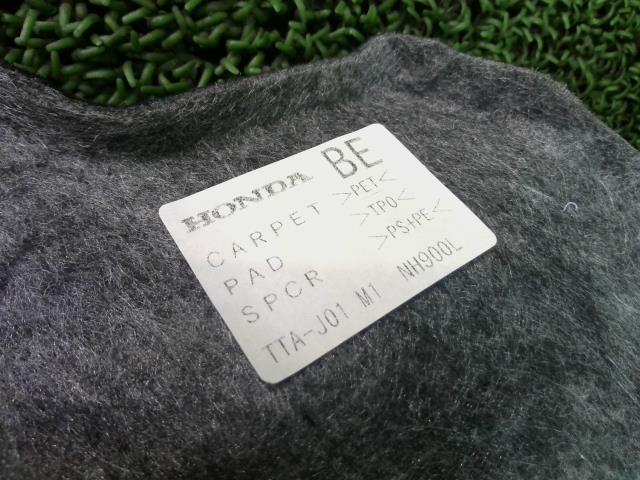 HONDA BE
CARPET >PET<
PAD >TPO<
SPCR >PS+PE<
TTA-J01 M1 NH900L